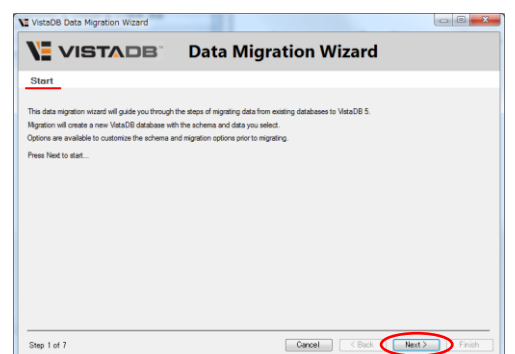 VistaDB Data Migration Wizard
VISTADB™ Data Migration Wizard
Start
This data migration wizard will guide you through the steps of migrating data from existing databases to VistaDB 5.
Migration will create a new VistaDB database with the schema and data you select.
Options are available to customize the schema and migration options prior to migrating.
Press Next to start...
Step 1 of 7 Cancel < Back Next > Finish